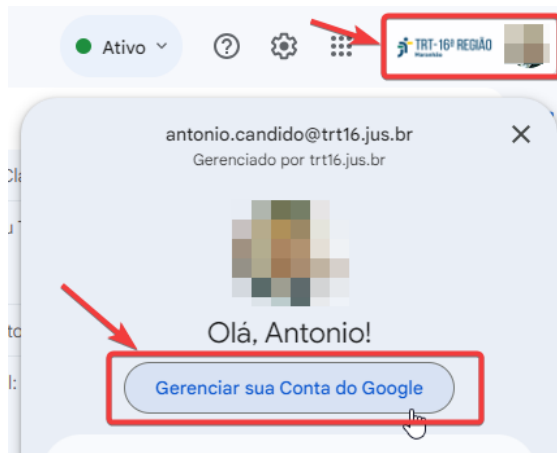 Ativo
TRT-16ª REGIÃO
Maranhão
antonio.candido@trt16.jus.br
Gerenciado por trt16.jus.br
Olá, Antonio!
Gerenciar sua Conta do Google